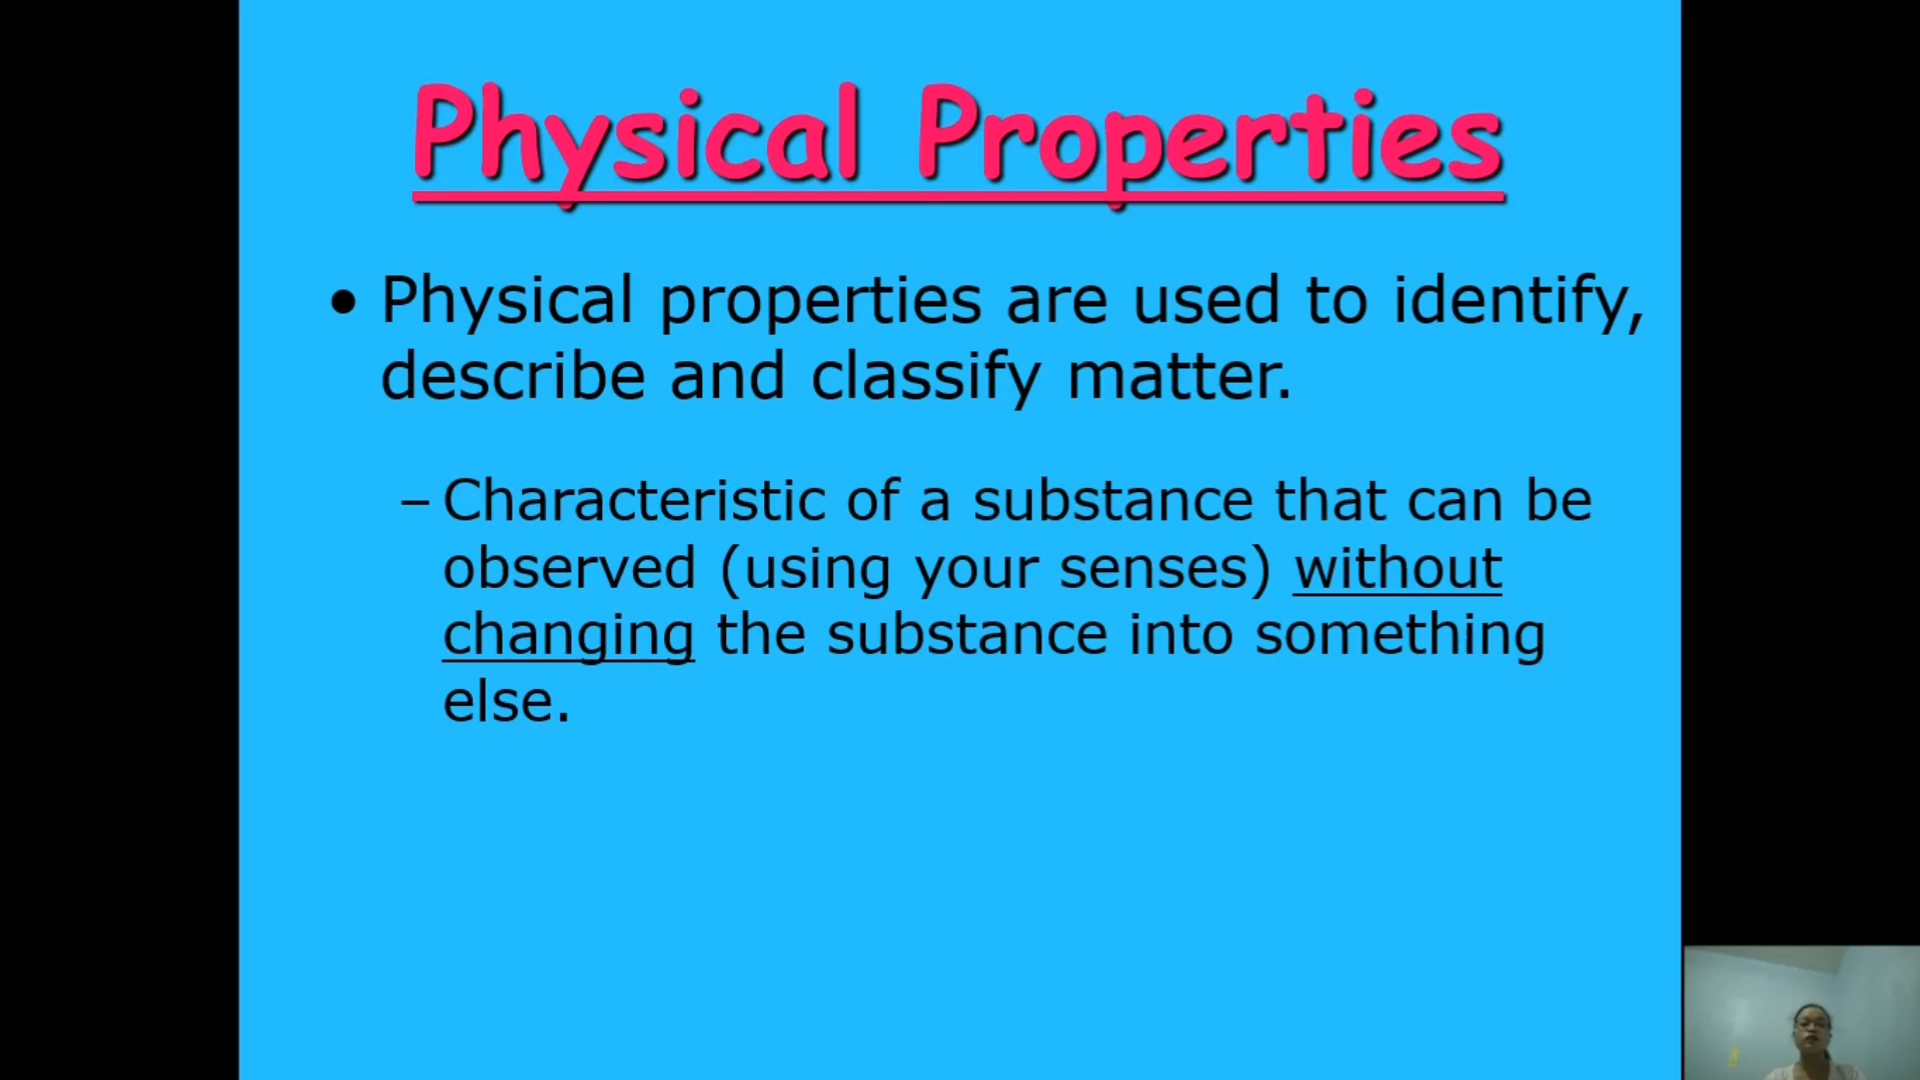 Physical Properties
• Physical properties are used to identify,
describe and classify matter.
– Characteristic of a substance that can be
observed (using your senses) without
changing the substance into something
else.